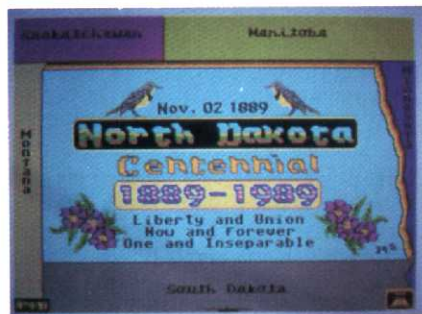 Saskatchewan
Manitoba
Montana
Minnesota
Nov. 02 1889
North Dakota
Centennial
1889-1989
Liberty and Union
Now and Forever
One and Inseparable
South Dakota